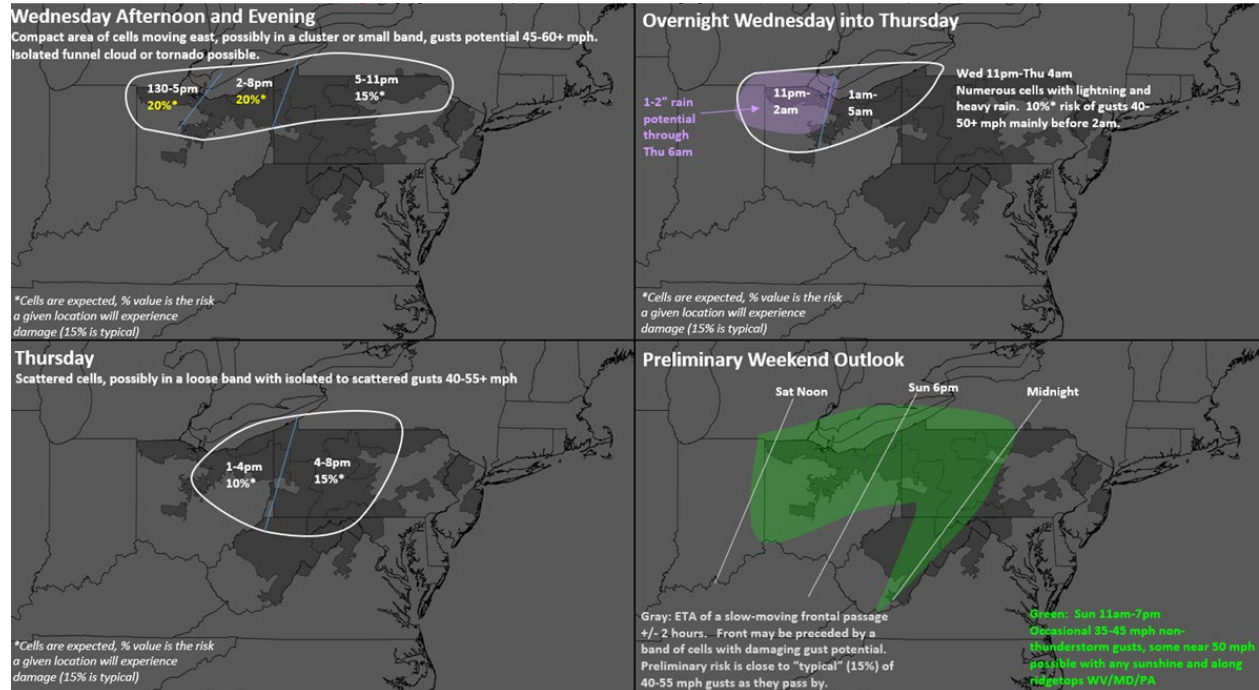 Wednesday Afternoon and Evening
Compact area of cells moving east, possibly in a cluster or small band, gusts potential 45-60+ mph.
Isolated funnel cloud or tornado possible.
130-5pm
20%*
2-8pm
20%*
5-11pm
15%*
*Cells are expected, % value is the risk
a given location will experience
damage (15% is typical)
Overnight Wednesday into Thursday
1-2” rain
potential
through
Thu 6am
11pm-
2am
1am-
5am
Wed 11pm-Thu 4am
Numerous cells with lightning and
heavy rain.  10%* risk of gusts 40-
50+ mph mainly before 2am.
*Cells are expected, % value is the risk
a given location will experience
damage (15% is typical)
Thursday
Scattered cells, possibly in a loose band with isolated to scattered gusts 40-55+ mph
1-4pm
10%*
4-8pm
15%*
*Cells are expected, % value is the risk
a given location will experience
damage (15% is typical)
Preliminary Weekend Outlook
Sat Noon
Sun 6pm
Midnight
Gray: ETA of a slow-moving frontal passage
+/- 2 hours.   Front may be preceded by a
band of cells with damaging gust potential.
Preliminary risk is close to “typical” (15%) of
40-55 mph gusts as they pass by.
Green:  Sun 11am-7pm
Occasional 35-45 mph non-
thunderstorm gusts, some near 50 mph
possible with any sunshine and along
ridgetops WV/MD/PA